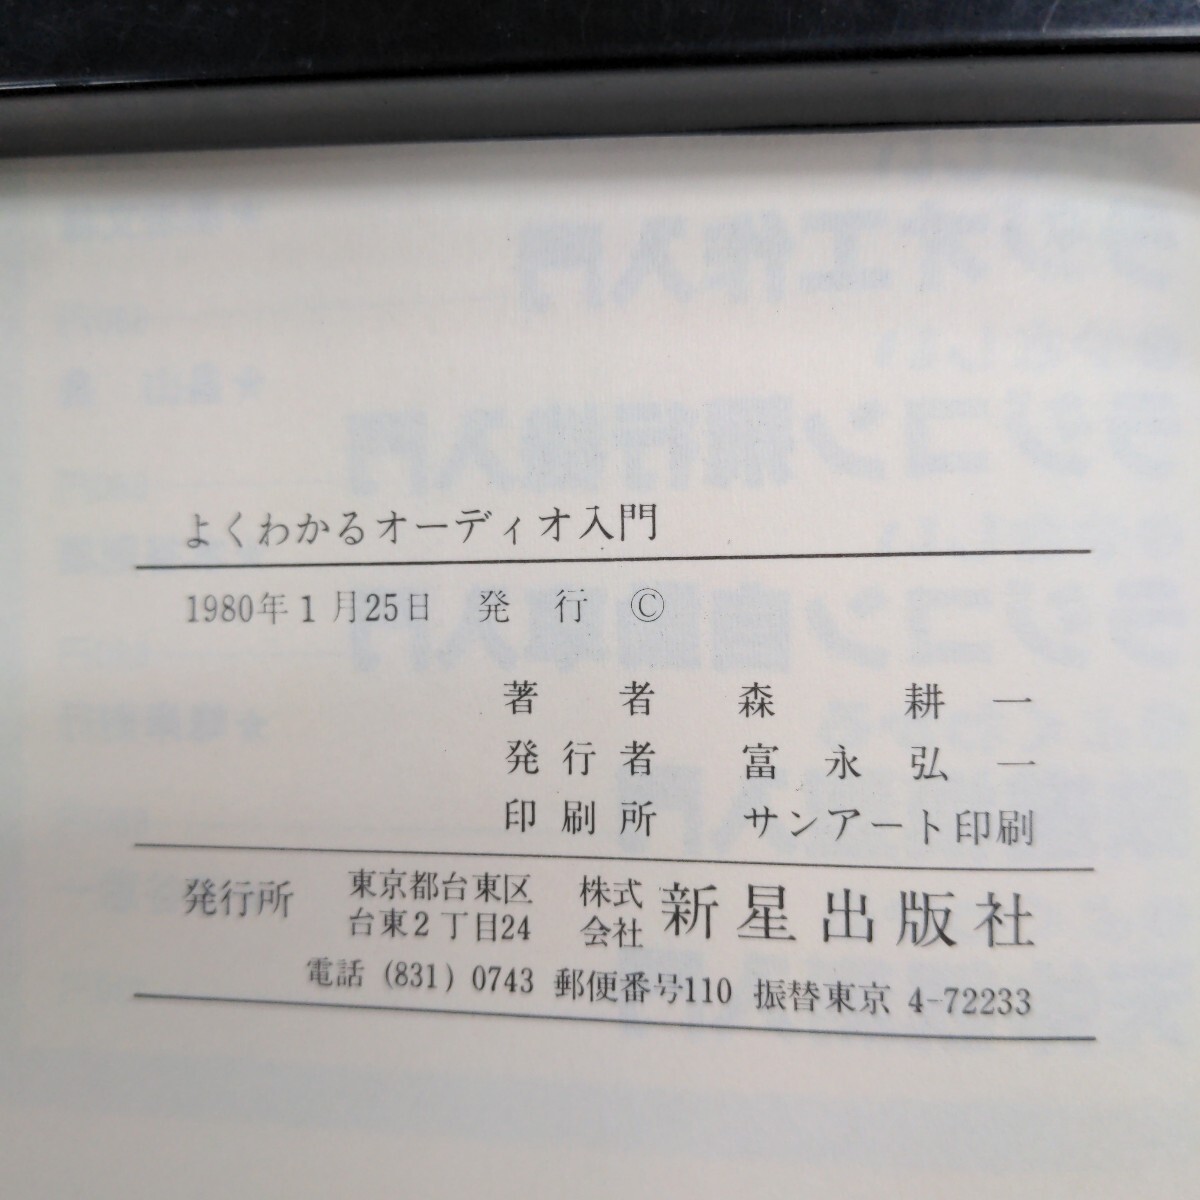 よくわかるオーディオ入門
1980年1月25日 発行 ©
著者 森耕一
発行者 富永弘一
印刷所 サンアート印刷
発行所 東京都台東区台東2丁目24 株式会社 新星出版社
電話 (831) 0743 郵便番号110 振替東京 4-72233